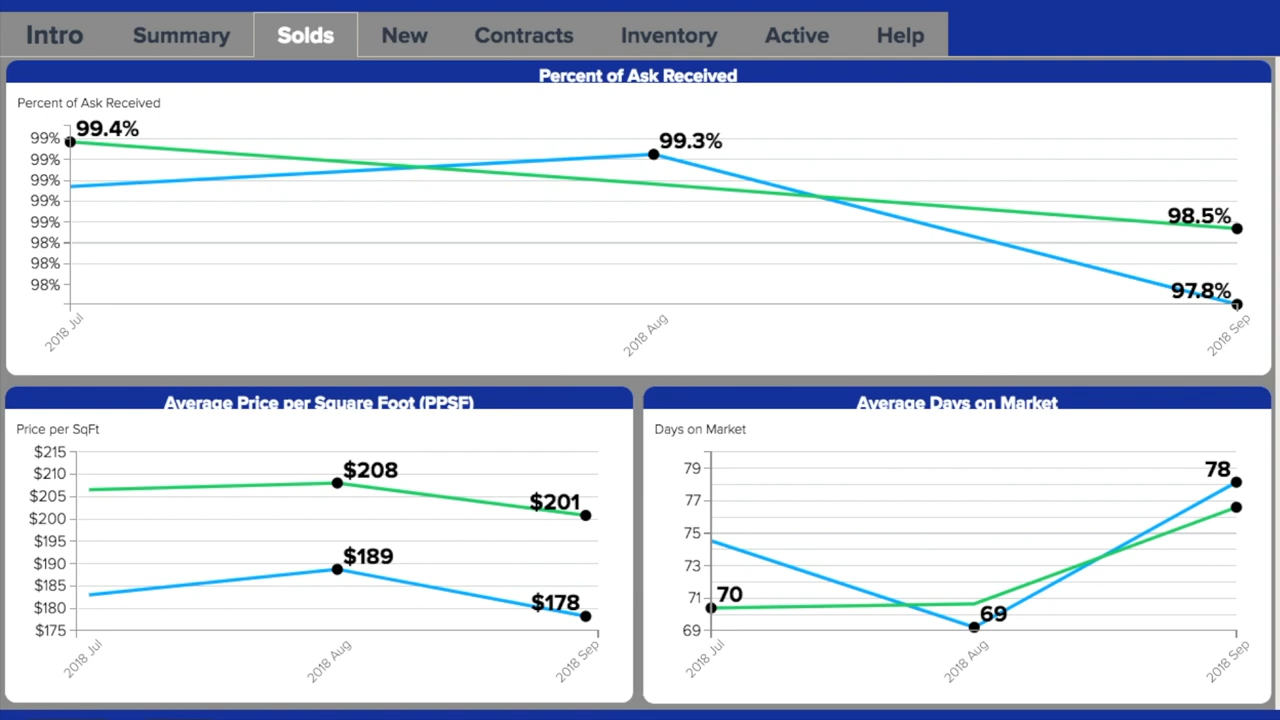 Intro Summary Solds New Contracts Inventory Active Help
Percent of Ask Received
Percent of Ask Received
99.4%
99.3%
98.5%
97.8%
99%
99%
99%
99%
99%
98%
98%
98%
2018 Jul
2018 Aug
2018 Sep
Average Price per Square Foot (PPSF)
Price per SqFt
$215
$210
$205
$200
$195
$190
$185
$180
$175
$208
$201
$189
$178
2018 Jul
2018 Aug
2018 Sep
Average Days on Market
Days on Market
79
77
75
73
71
69
78
70
69
2018 Jul
2018 Aug
2018 Sep